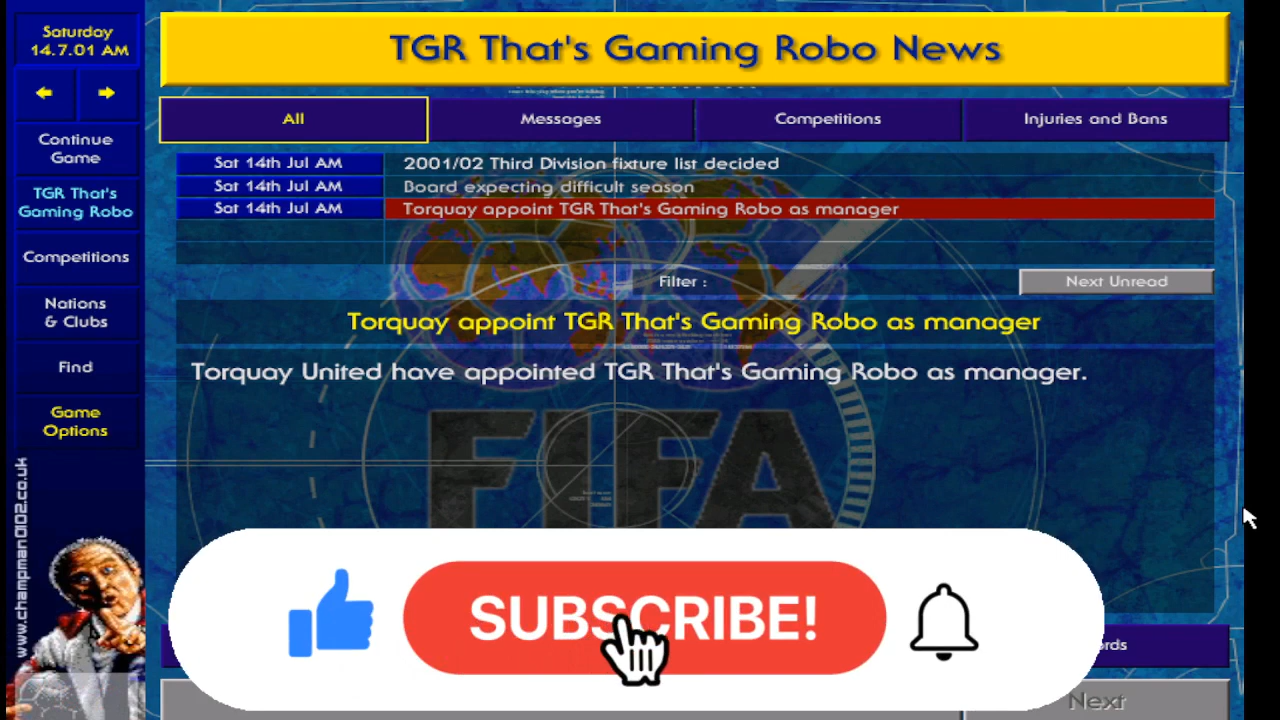 Saturday
14.7.01 AM
Continue
Game
TGR That's
Gaming Robo
Competitions
Nations
& Clubs
Find
Game
Options
www.champman0102.co.uk
TGR That's Gaming Robo News
All
Messages
Competitions
Injuries and Bans
Sat 14th Jul AM 2001/02 Third Division fixture list decided
Sat 14th Jul AM Board expecting difficult season
Sat 14th Jul AM Torquay appoint TGR That's Gaming Robo as manager
Filter :
Next Unread
Torquay appoint TGR That's Gaming Robo as manager
Torquay United have appointed TGR That's Gaming Robo as manager.
FIFA
SUBSCRIBE!
rds
Next